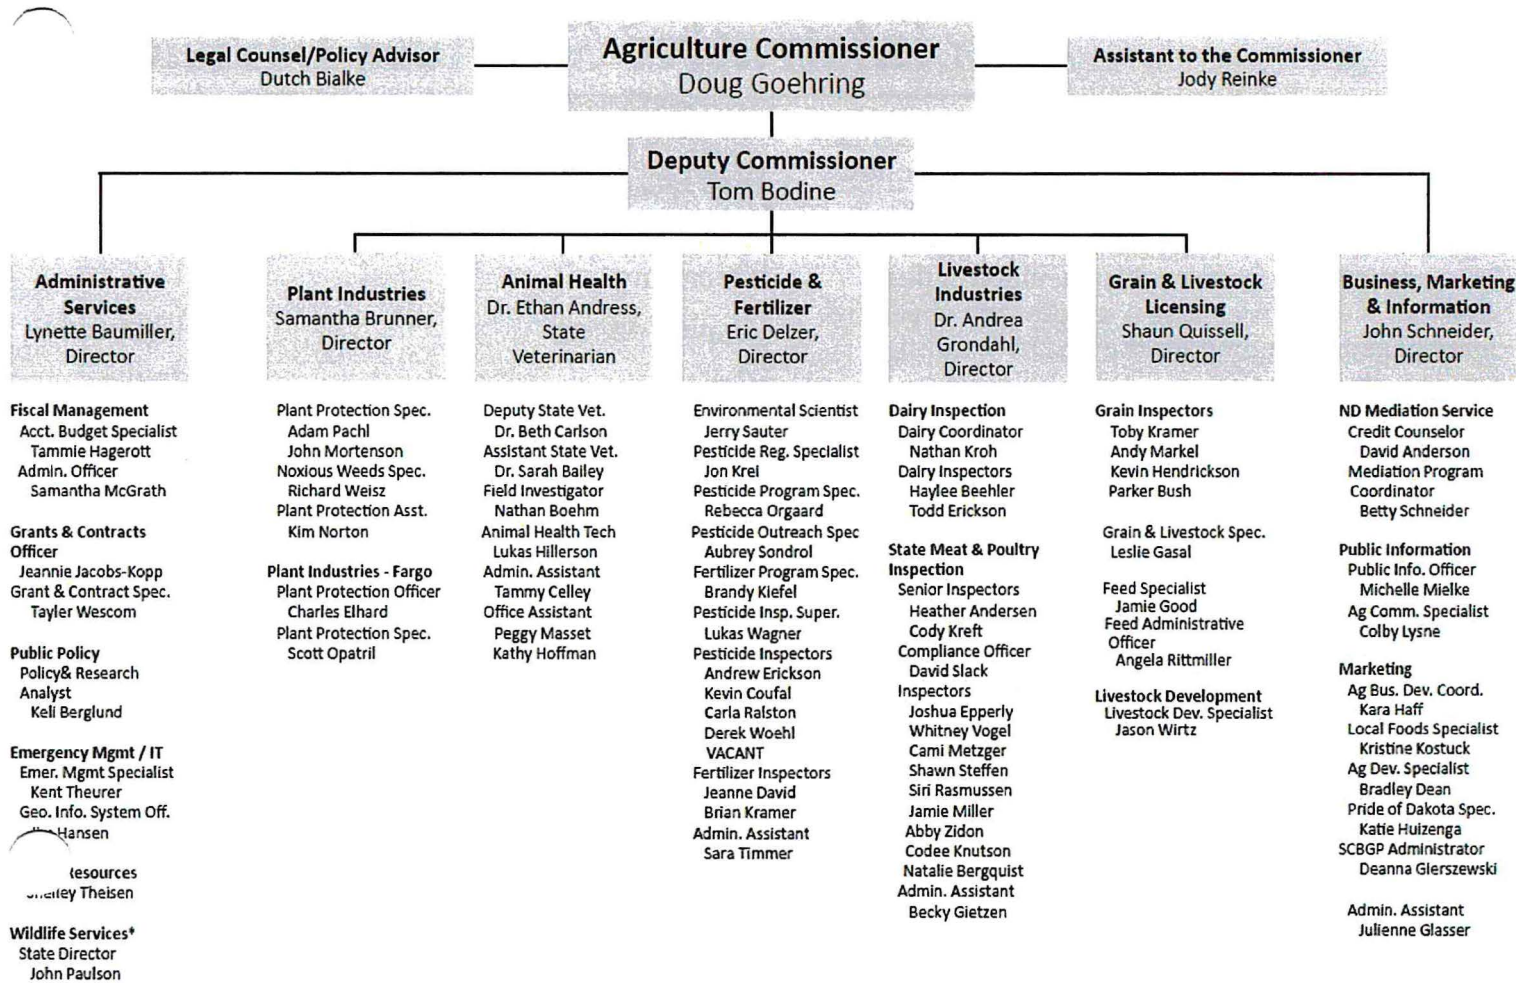 Legal Counsel/Policy Advisor
Dutch Bialke
Agriculture Commissioner
Doug Goehring
Assistant to the Commissioner
Jody Reinke
Deputy Commissioner
Tom Bodine
Administrative
Services
Lynette Baumiller,
Director
Fiscal Management
Acct. Budget Specialist
Tammie Hagerott
Admin. Officer
Samantha McGrath
Grants & Contracts
Officer
Jeannie Jacobs-Kopp
Grant & Contract Spec.
Tayler Wescom
Public Policy
Policy& Research
Analyst
Keli Berglund
Emergency Mgmt / IT
Emer. Mgmt Specialist
Kent Theurer
Geo. Info. System Off.
Hansen
Theisen
Wildlife Services*
State Director
John Paulson
Plant Industries
Samantha Brunner,
Director
Plant Protection Spec.
Adam Pachl
John Mortenson
Noxious Weeds Spec.
Richard Weisz
Plant Protection Asst.
Kim Norton
Plant Industries - Fargo
Plant Protection Officer
Charles Elhard
Plant Protection Spec.
Scott Opatril
Animal Health
Dr. Ethan Andress,
State
Veterinarian
Deputy State Vet.
Dr. Beth Carlson
Assistant State Vet.
Dr. Sarah Bailey
Field Investigator
Nathan Boehm
Animal Health Tech
Lukas Hillerson
Admin. Assistant
Tammy Celley
Office Assistant
Peggy Masset
Kathy Hoffman
Pesticide &
Fertilizer
Eric Delzer,
Director
Environmental Scientist
Jerry Sauter
Pesticide Reg. Specialist
Jon Krei
Pesticide Program Spec.
Rebecca Orgaard
Pesticide Outreach Spec
Aubrey Sondrol
Fertilizer Program Spec.
Brandy Kiefel
Pesticide Insp. Super.
Lukas Wagner
Pesticide Inspectors
Andrew Erickson
Kevin Coufal
Carla Ralston
Derek Woehl
VACANT
Fertilizer Inspectors
Jeanne David
Brian Kramer
Admin. Assistant
Sara Timmer
Livestock
Industries
Dr. Andrea
Grondahl,
Director
Dairy Inspection
Dairy Coordinator
Nathan Kroh
Dairy Inspectors
Haylee Beehler
Todd Erickson
State Meat & Poultry
Inspection
Senior Inspectors
Heather Andersen
Cody Kreft
Compliance Officer
David Slack
Inspectors
Joshua Epperly
Whitney Vogel
Cami Metzger
Shawn Steffen
Siri Rasmussen
Jamie Miller
Abby Zidon
Codee Knutson
Natalie Bergquist
Admin. Assistant
Becky Gietzen
Grain & Livestock
Licensing
Shaun Quissell,
Director
Grain Inspectors
Toby Kramer
Andy Markel
Kevin Hendrickson
Parker Bush
Grain & Livestock Spec.
Leslie Gasal
Feed Specialist
Jamie Good
Feed Administrative
Officer
Angela Rittmiller
Livestock Development
Livestock Dev. Specialist
Jason Wirtz
Business, Marketing
& Information
John Schneider,
Director
ND Mediation Service
Credit Counselor
David Anderson
Mediation Program
Coordinator
Betty Schneider
Public Information
Public Info. Officer
Michelle Mielke
Ag Comm. Specialist
Colby Lysne
Marketing
Ag Bus. Dev. Coord.
Kara Haff
Local Foods Specialist
Kristine Kostuck
Ag Dev. Specialist
Bradley Dean
Pride of Dakota Spec.
Katie Huizenga
SCBGP Administrator
Deanna Gierszewski
Admin. Assistant
Julienne Glasser